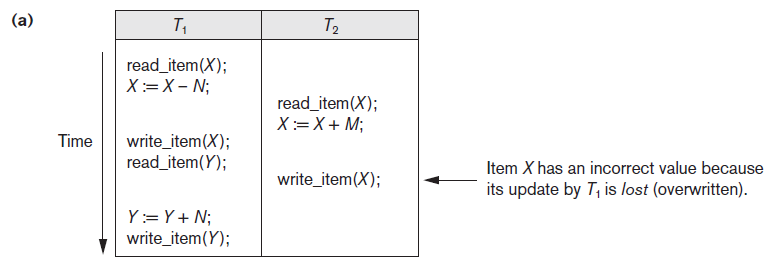 (a)
T₁ T₂
read_item(X);
X := X – N;
read_item(X);
X := X + M;
Time
write_item(X);
read_item(Y);
write_item(X);
Item X has an incorrect value because
its update by T₁ is lost (overwritten).
Y := Y + N;
write_item(Y);